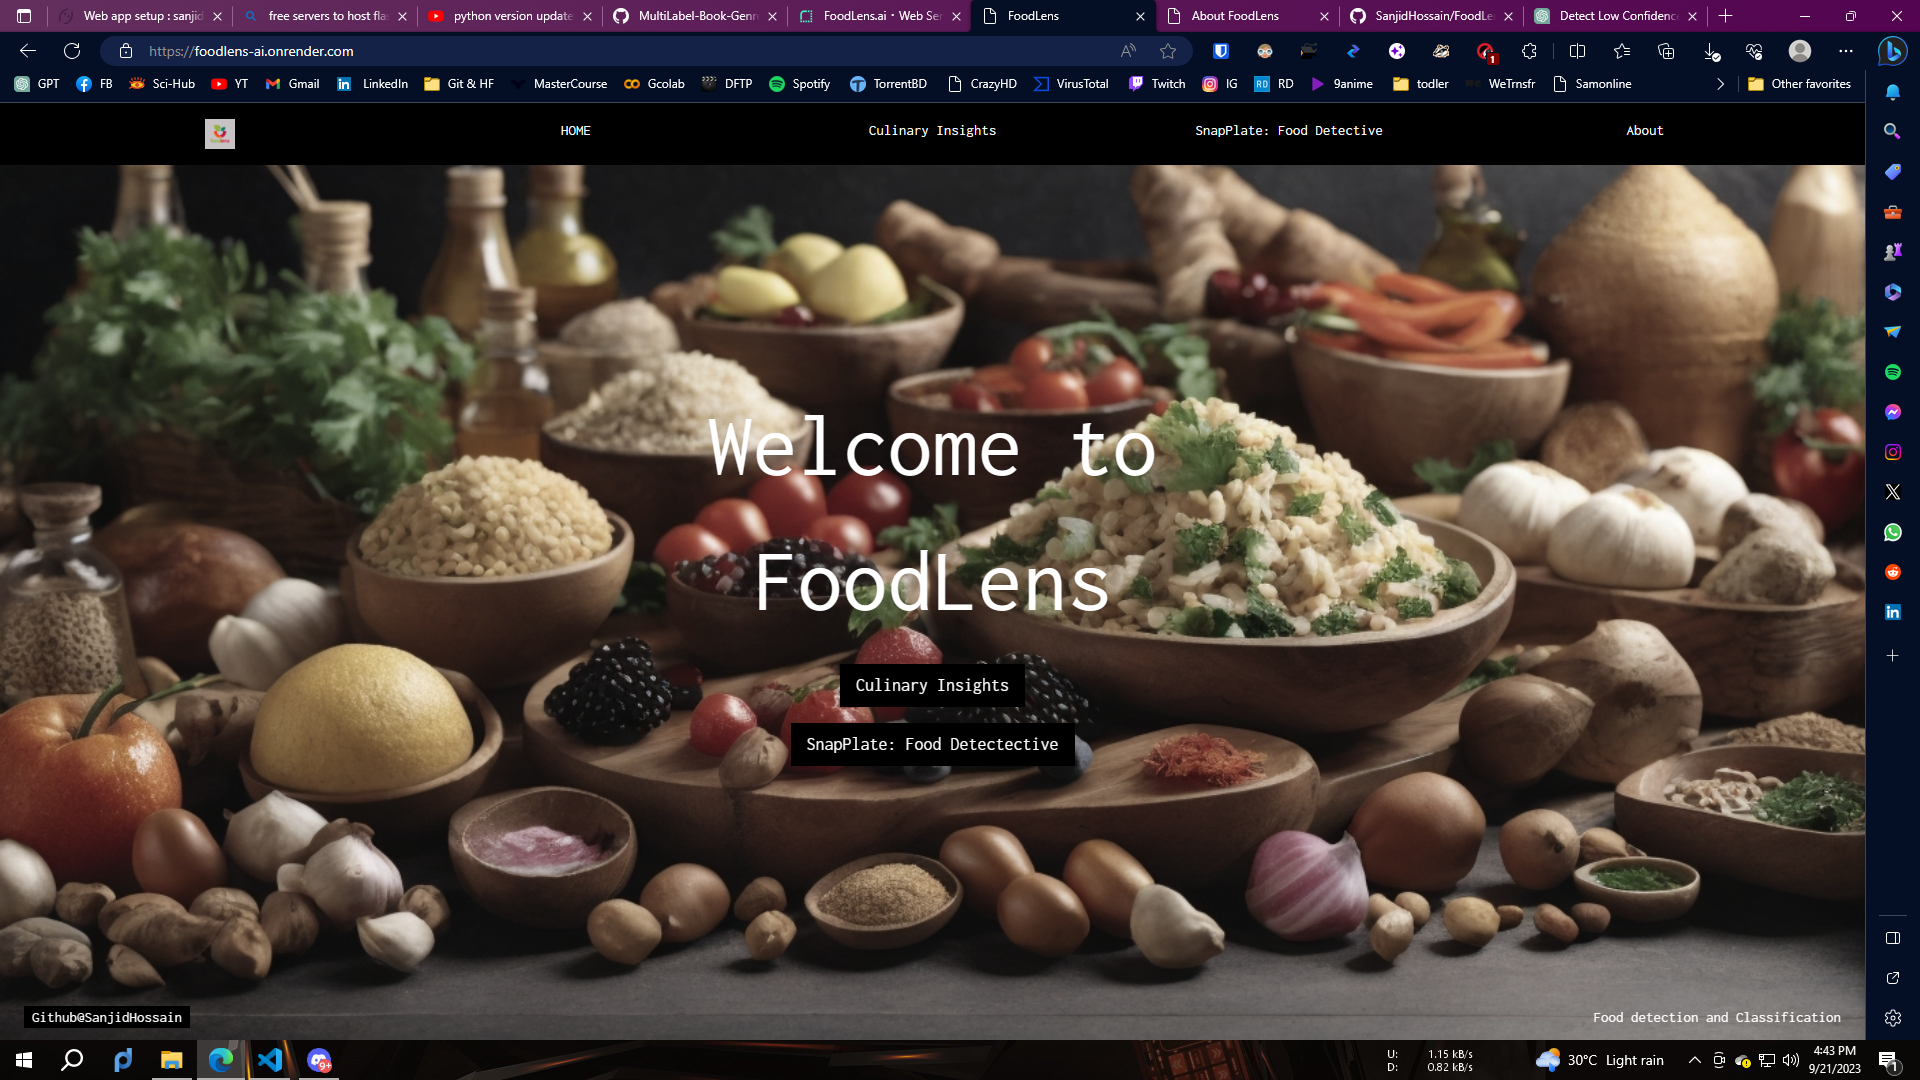 Web app setup : sanjid
free servers to host fla
python version update
MultiLabel-Book-Genr
FoodLens.ai · Web Ser
FoodLens
About FoodLens
SanjidHossain/FoodLe
Detect Low Confidenc
https://foodlens-ai.onrender.com
1
GPT
FB
Sci-Hub
YT
Gmail
LinkedIn
Git & HF
MasterCourse
Gcolab
DFTP
Spotify
TorrentBD
CrazyHD
VirusTotal
Twitch
IG
RD
9anime
todler
WeTrnsfr
Samonline
Other favorites
HOME
Culinary Insights
SnapPlate: Food Detective
About
Welcome to
FoodLens
Culinary Insights
SnapPlate: Food Detectective
Github@SanjidHossain
Food detection and Classification
9+
U: 1.15 kB/s
D: 0.82 kB/s
30°C Light rain
4:43 PM
9/21/2023
1